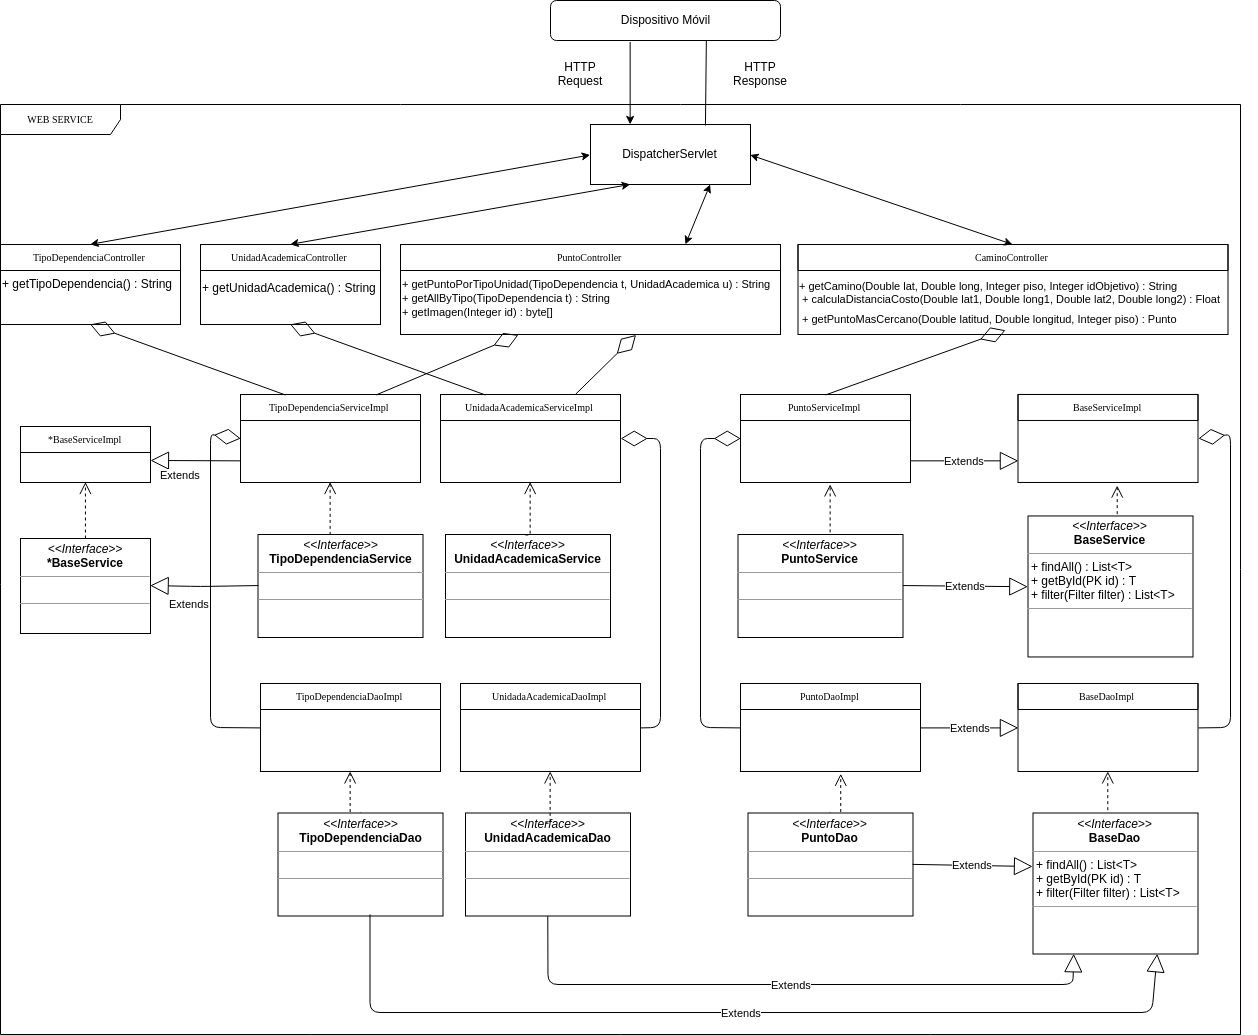 Dispositivo Móvil
HTTP
Request
HTTP
Response
WEB SERVICE
DispatcherServlet
TipoDependenciaController
+ getTipoDependencia() : String
UnidadAcademicaController
+ getUnidadAcademica() : String
PuntoController
+ getPuntoPorTipoUnidad(TipoDependencia t, UnidadAcademica u) : String
+ getAllByTipo(TipoDependencia t) : String
+ getImagen(Integer id) : byte[]
CaminoController
+ getCamino(Double lat, Double long, Integer piso, Integer idObjetivo) : String
+ calculaDistanciaCosto(Double lat1, Double long1, Double lat2, Double long2) : Float
+ getPuntoMasCercano(Double latitud, Double longitud, Integer piso) : Punto
*BaseServiceImpl
TipoDependenciaServiceImpl
UnidadaAcademicaServiceImpl
PuntoServiceImpl
BaseServiceImpl
Extends
Extends
<<Interface>>
*BaseService
<<Interface>>
TipoDependenciaService
<<Interface>>
UnidadAcademicaService
<<Interface>>
PuntoService
<<Interface>>
BaseService
+ findAll() : List<T>
+ getById(PK id) : T
+ filter(Filter filter) : List<T>
Extends
Extends
TipoDependenciaDaoImpl
UnidadaAcademicaDaoImpl
PuntoDaoImpl
BaseDaoImpl
Extends
<<Interface>>
TipoDependenciaDao
<<Interface>>
UnidadAcademicaDao
<<Interface>>
PuntoDao
<<Interface>>
BaseDao
+ findAll() : List<T>
+ getById(PK id) : T
+ filter(Filter filter) : List<T>
Extends
Extends
Extends